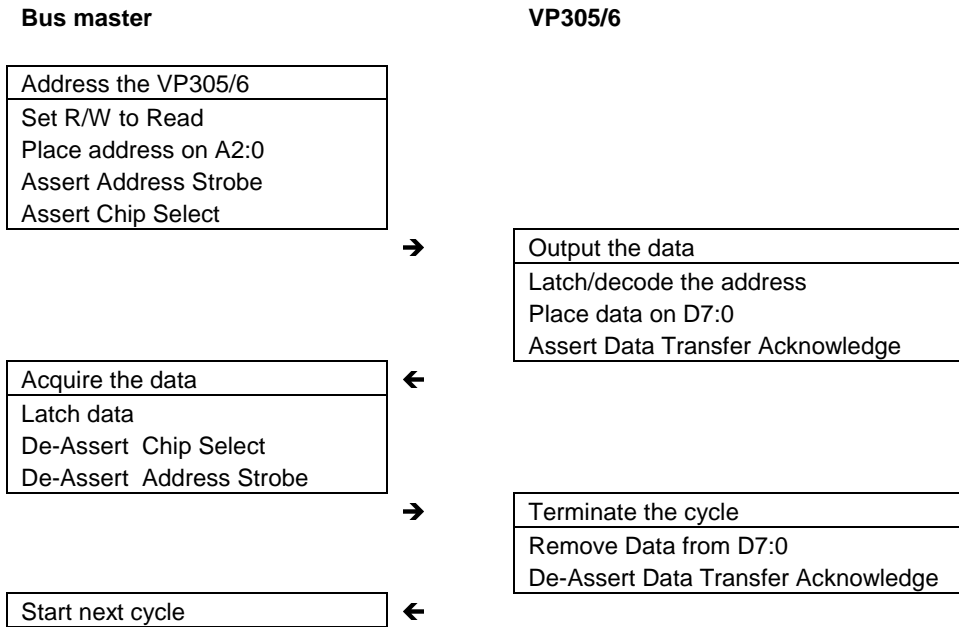 Bus master
VP305/6
Address the VP305/6
Set R/W to Read
Place address on A2:0
Assert Address Strobe
Assert Chip Select
➔ Output the data
Latch/decode the address
Place data on D7:0
Assert Data Transfer Acknowledge
Acquire the data ←
Latch data
De-Assert Chip Select
De-Assert Address Strobe
➔ Terminate the cycle
Remove Data from D7:0
De-Assert Data Transfer Acknowledge
Start next cycle ←